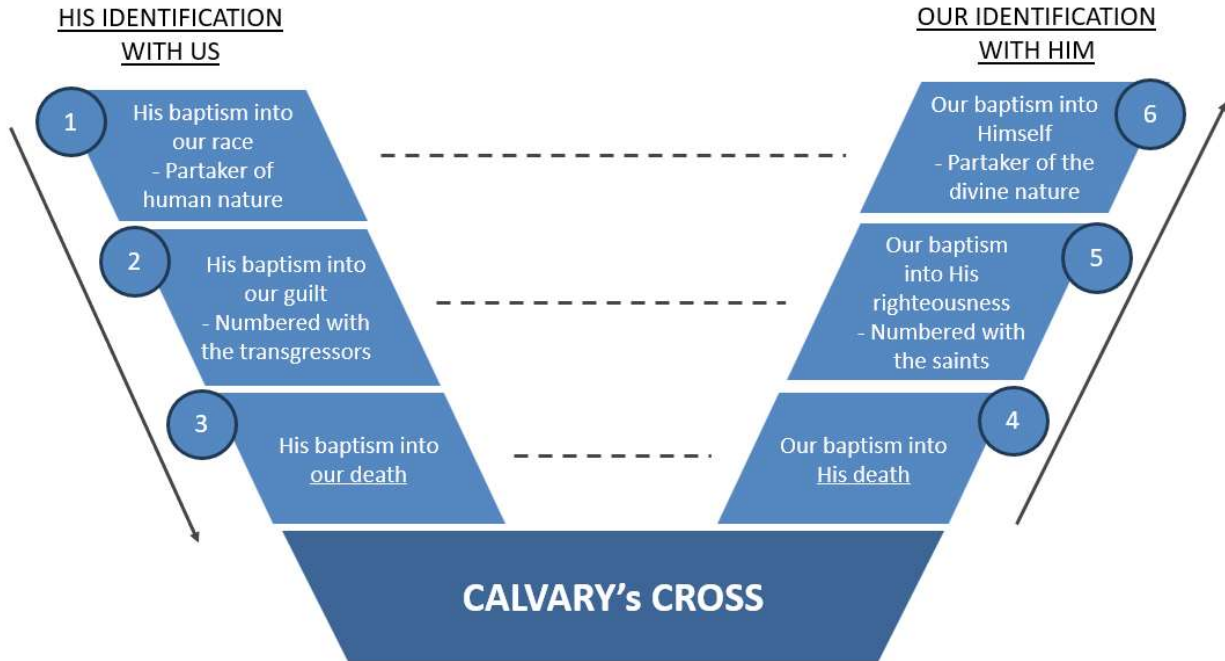 HIS IDENTIFICATION
WITH US
1
His baptism into
our race
- Partaker of
human nature
2
His baptism into
our guilt
- Numbered with
the transgressors
3
His baptism into
our death
CALVARY's CROSS
OUR IDENTIFICATION
WITH HIM
6
Our baptism into
Himself
- Partaker of the
divine nature
5
Our baptism
into His
righteousness
- Numbered with
the saints
4
Our baptism into
His death